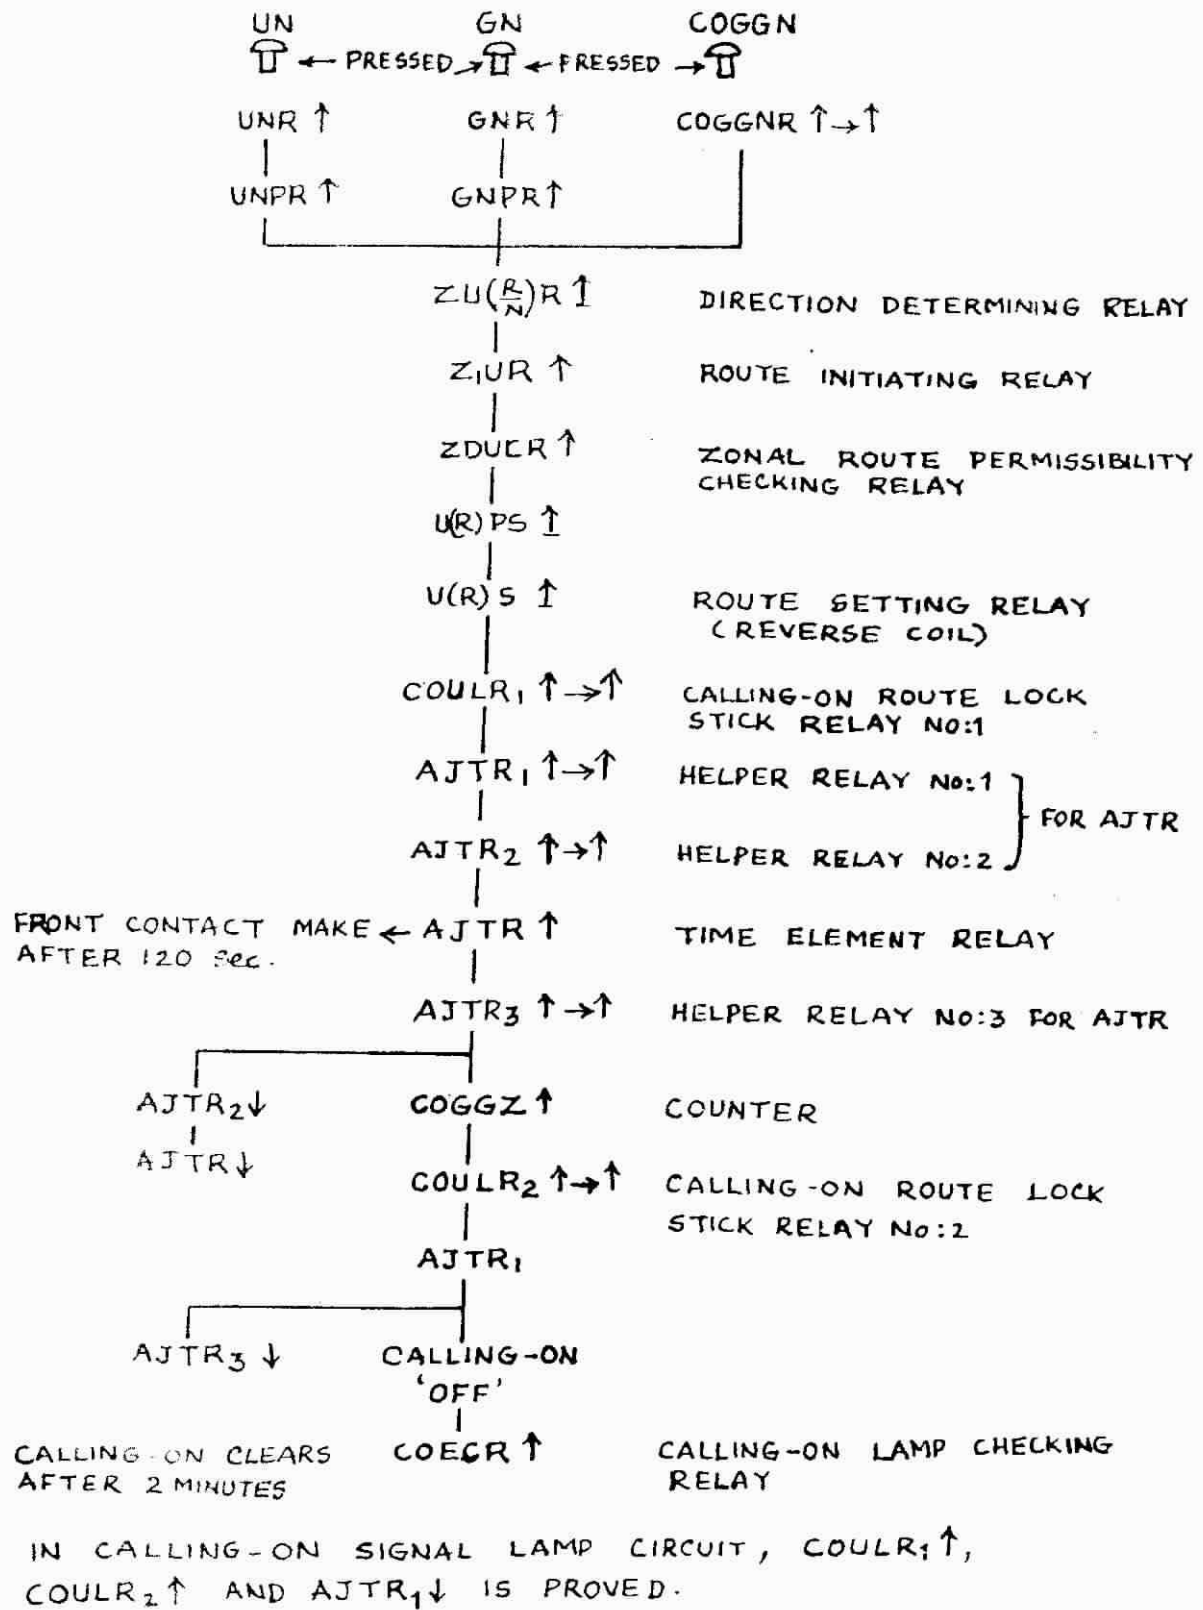 UN GN COGGN
← PRESSED → ← PRESSED →
UNR ↑ GNR ↑ COGGNR ↑→↑
UNPR ↑ GNPR ↑
ZU(R/N)R ↥ DIRECTION DETERMINING RELAY
Z₁UR ↑ ROUTE INITIATING RELAY
ZDUCR ↑ ZONAL ROUTE PERMISSIBILITY
CHECKING RELAY
U(R)PS ↥
U(R)S ↥ ROUTE SETTING RELAY
(REVERSE COIL)
COULR₁ ↑→↑ CALLING-ON ROUTE LOCK
STICK RELAY NO:1
AJTR₁ ↑→↑ HELPER RELAY NO:1
FOR AJTR
AJTR₂ ↑→↑ HELPER RELAY NO:2
FRONT CONTACT MAKE ← AJTR ↑ TIME ELEMENT RELAY
AFTER 120 Sec.
AJTR₃ ↑→↑ HELPER RELAY NO:3 FOR AJTR
AJTR₂↓ COGGZ ↑ COUNTER
AJTR↓
COULR₂ ↑→↑ CALLING-ON ROUTE LOCK
STICK RELAY No:2
AJTR₁
AJTR₃ ↓ CALLING-ON
'OFF'
CALLING-ON CLEARS COECR ↑ CALLING-ON LAMP CHECKING
AFTER 2 MINUTES RELAY
IN CALLING-ON SIGNAL LAMP CIRCUIT, COULR₁↑,
COULR₂↑ AND AJTR₁↓ IS PROVED.